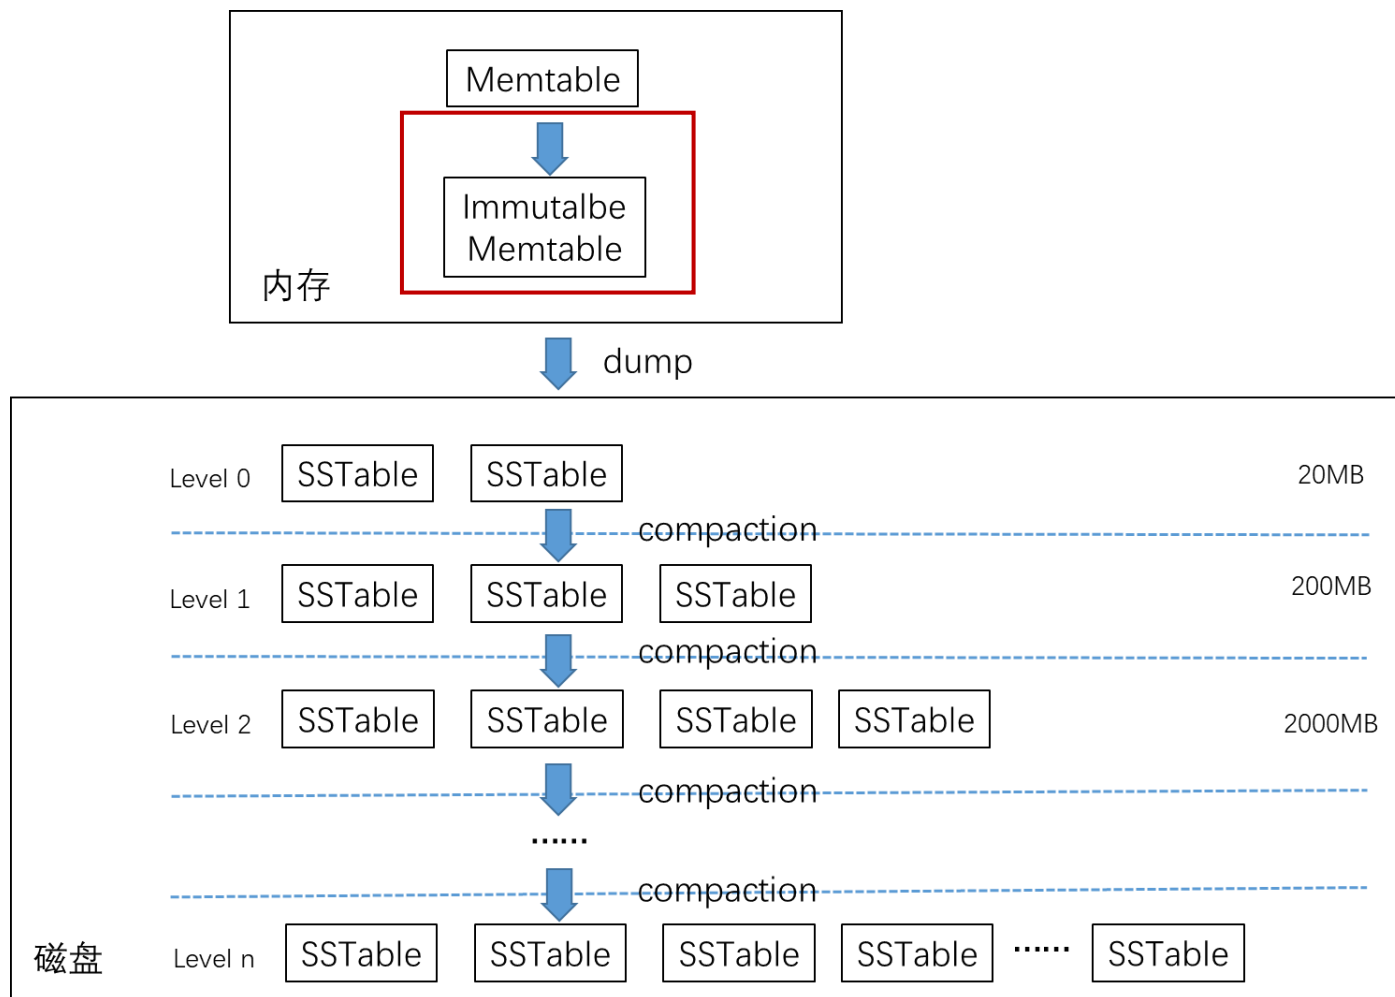 Memtable
Immutalbe
Memtable
内存
dump
Level 0 SSTable SSTable 20MB
compaction
Level 1 SSTable SSTable SSTable 200MB
compaction
Level 2 SSTable SSTable SSTable SSTable 2000MB
compaction
......
compaction
磁盘 Level n SSTable SSTable SSTable SSTable ...... SSTable